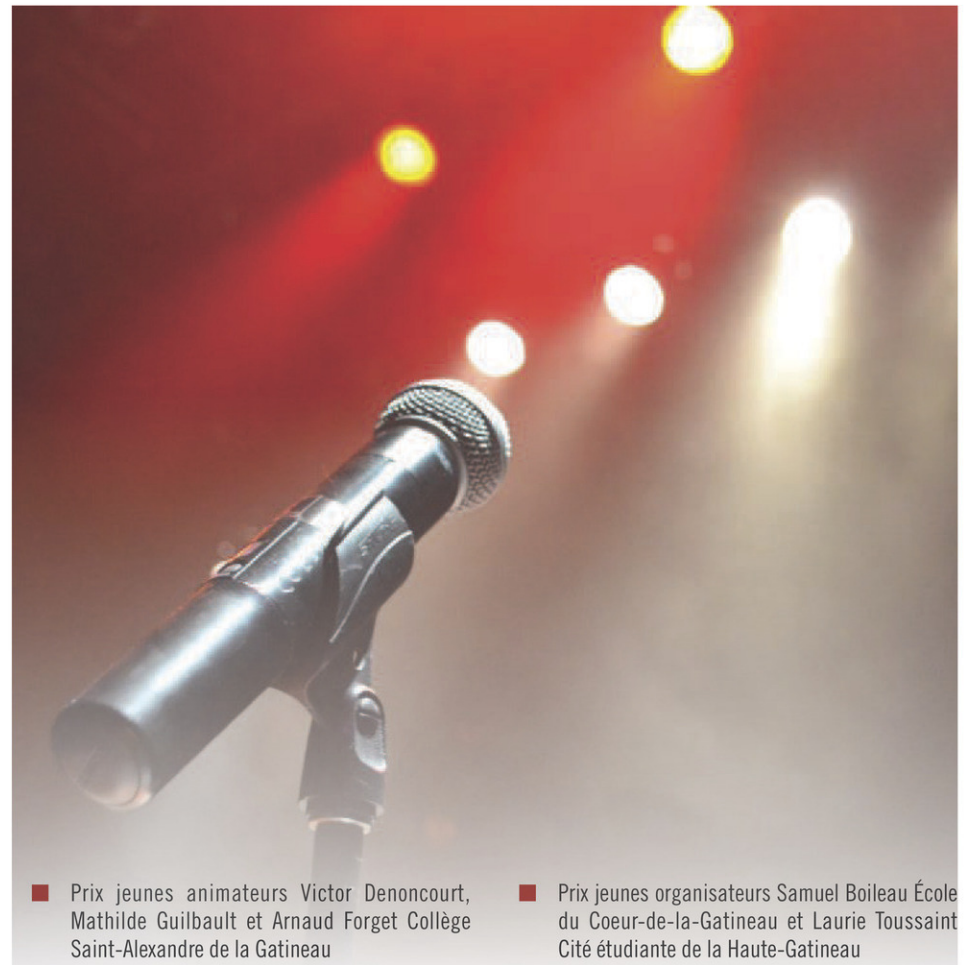 Prix jeunes animateurs Victor Denoncourt,
Mathilde Guilbault et Arnaud Forget Collège
Saint-Alexandre de la Gatineau
Prix jeunes organisateurs Samuel Boileau École
du Coeur-de-la-Gatineau et Laurie Toussaint
Cité étudiante de la Haute-Gatineau